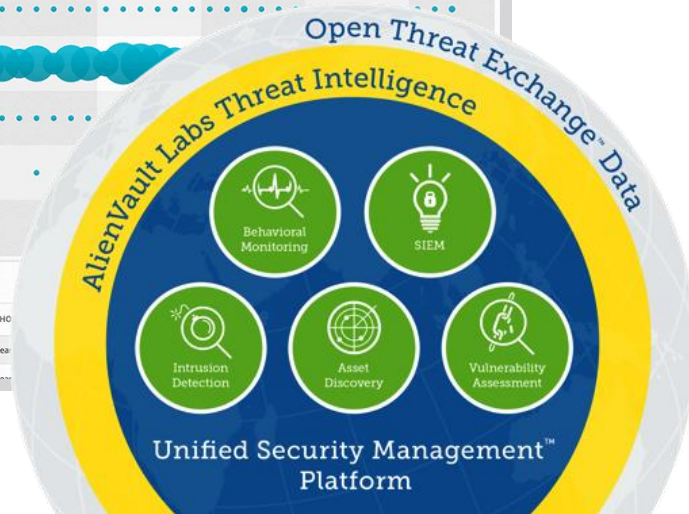 Open Threat Exchange™ Data
AlienVault Labs Threat Intelligence
Behavioral
Monitoring
SIEM
Intrusion
Detection
Asset
Discovery
Vulnerability
Assessment
Unified Security Management™
Platform